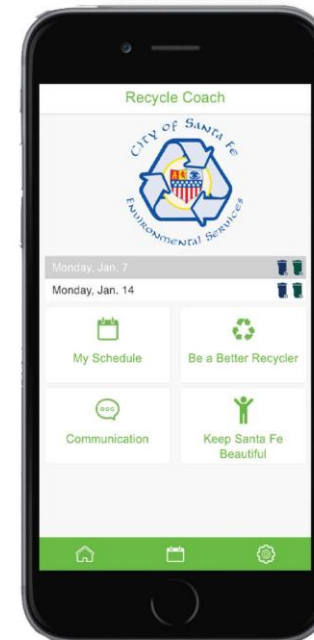 Recycle Coach
City of Santa Fe
Environmental Services
Monday, Jan. 7
Monday, Jan. 14
My Schedule
Be a Better Recycler
Communication
Keep Santa Fe
Beautiful